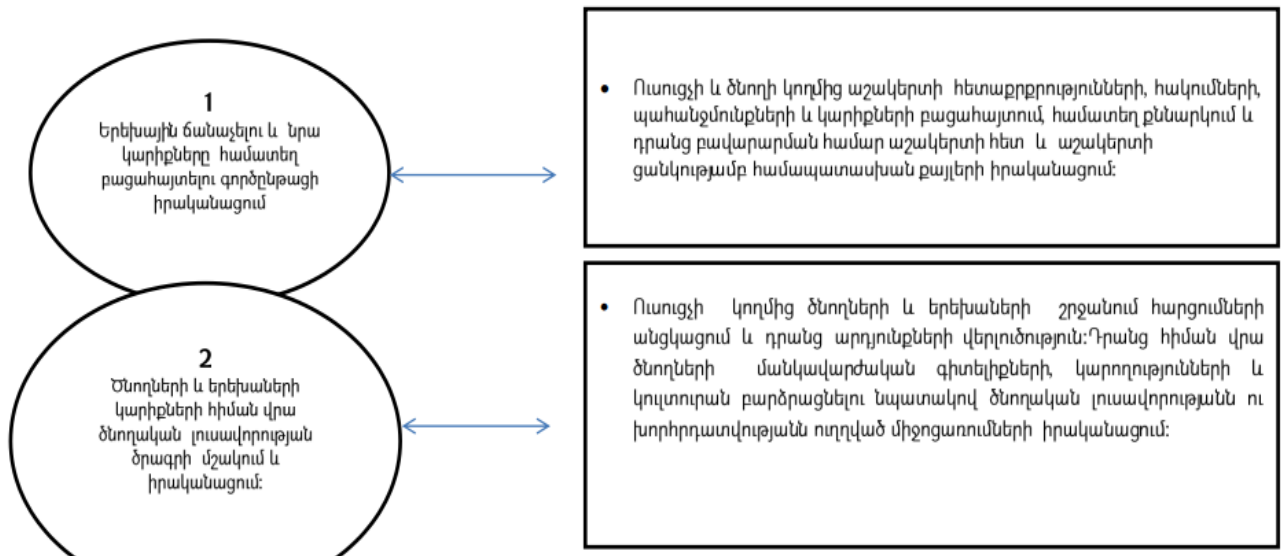 1
Երեխային ճանաչելու և նրա
կարիքները համատեղ
բացահայտելու գործընթացի
իրականացում
• Ուսուցչի և ծնողի կողմից աշակերտի հետաքրքրությունների, հակումների,
պահանջմունքների և կարիքների բացահայտում, համատեղ քննարկում և
դրանց բավարարման համար աշակերտի հետ և աշակերտի
ցանկությամբ համապատասխան քայլերի իրականացում:
2
Ծնողների և երեխաների
կարիքների հիման վրա
ծնողական լուսավորության
ծրագրի մշակում և
իրականացում:
• Ուսուցչի կողմից ծնողների և երեխաների շրջանում հարցումների
անցկացում և դրանց արդյունքների վերլուծություն:Դրանց հիման վրա
ծնողների մանկավարժական գիտելիքների, կարողությունների և
կուլտուրան բարձրացնելու նպատակով ծնողական լուսավորությանն ու
խորհրդատվությանն ուղղված միջոցառումների իրականացում: